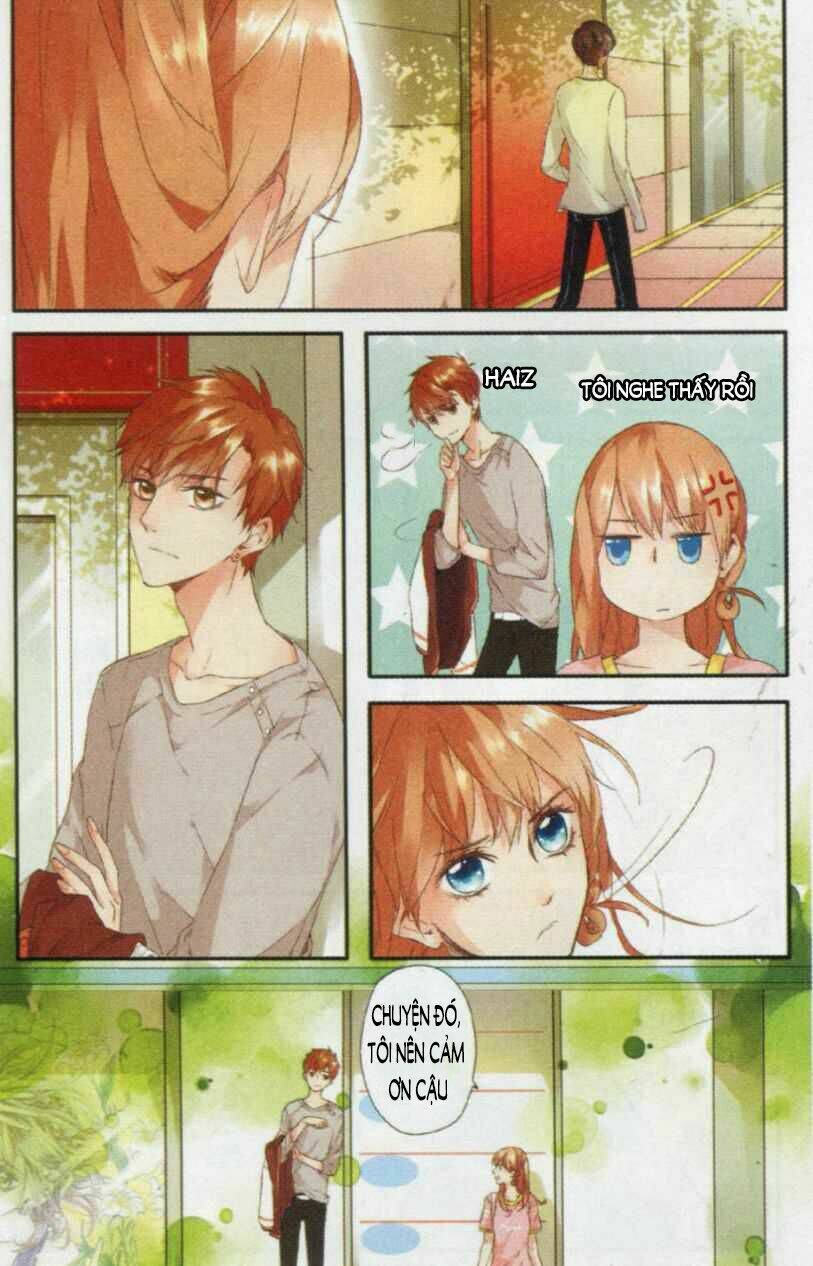 HAIZ
TÔI NGHE THẤY RỒI
CHUYỆN ĐÓ,
TÔI NÊN CẢM
ƠN CẬU